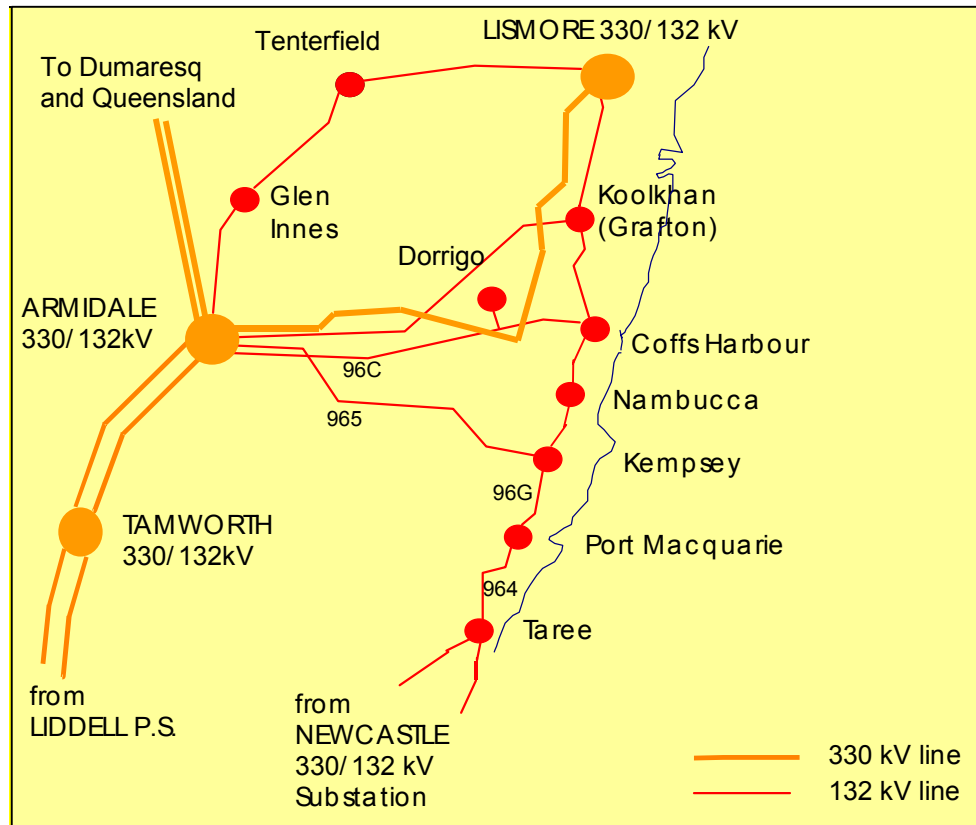 LISMORE 330/132 kV
Tenterfield
To Dumaresq
and Queensland
Glen
Innes
Koolkhan
(Grafton)
Dorrigo
ARMIDALE
330/132kV
Coffs Harbour
96C
Nambucca
965
Kempsey
96G
TAMWORTH
330/132kV
Port Macquarie
964
Taree
from
LIDDELL P.S.
from
NEWCASTLE
330/132 kV
Substation
330 kV line
132 kV line